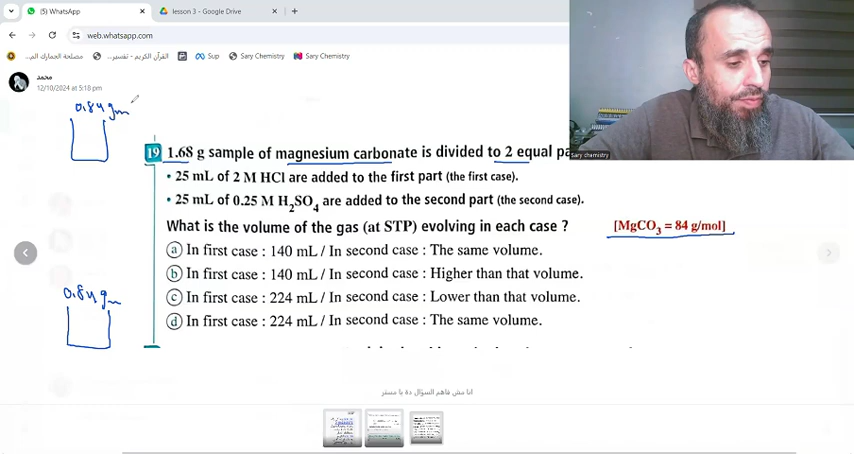 (5) WhatsApp
lesson 3 - Google Drive
web.whatsapp.com
مصلحة الجمارك الم...
القرآن الكريم - تفسير...
Sup
Sary Chemistry
Sary Chemistry
محمد
12/10/2024 at 5:18 pm
0.84 gm
19 1.68 g sample of magnesium carbonate is divided to 2 equal pa
Sary chemistry
• 25 mL of 2 M HCl are added to the first part (the first case).
• 25 mL of 0.25 M H₂SO₄ are added to the second part (the second case).
What is the volume of the gas (at STP) evolving in each case ?
[MgCO₃ = 84 g/mol]
a In first case : 140 mL / In second case : The same volume.
b In first case : 140 mL / In second case : Higher than that volume.
c In first case : 224 mL / In second case : Lower than that volume.
d In first case : 224 mL / In second case : The same volume.
0.84 gm
انا مش فاهم السؤال دة يا مستر